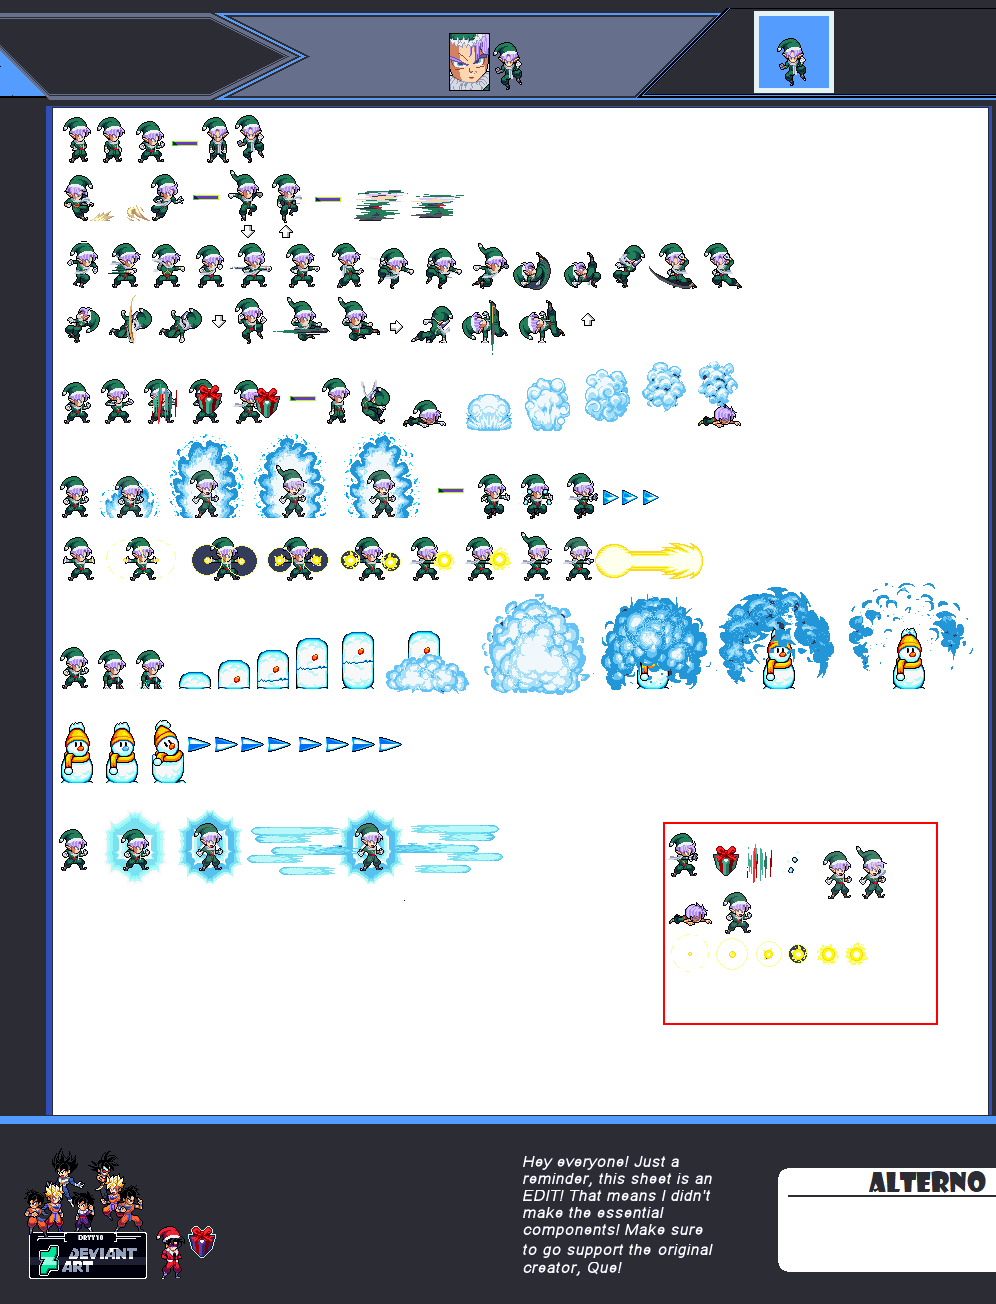 Hey everyone! Just a
reminder, this sheet is an
EDIT! That means I didn't
make the essential
components! Make sure
to go support the original
creator, Que!
ALTERNO
DRTY18
DEVIANT
ART